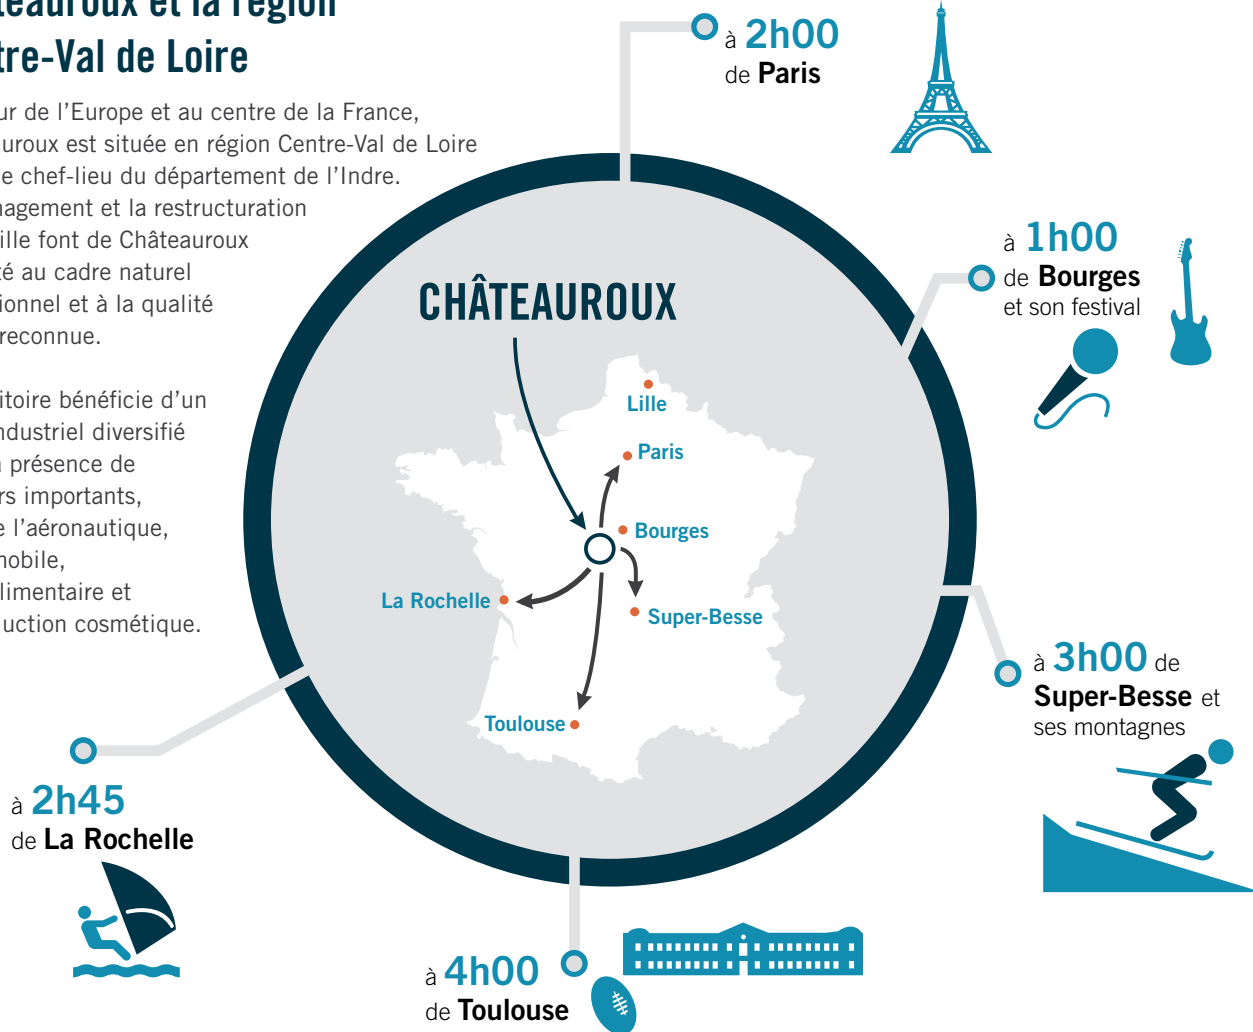 teauroux et la région
tre-Val de Loire
ur de l’Europe et au centre de la France,
uroux est située en région Centre-Val de Loire
e chef-lieu du département de l’Indre.
nagement et la restructuration
ille font de Châteauroux
té au cadre naturel
ionnel et à la qualité
reconnue.
itoire bénéficie d’un
ndustriel diversifié
a présence de
rs importants,
e l’aéronautique,
nobile,
limentaire et
uction cosmétique.
à 2h00
de Paris
à 1h00
de Bourges
et son festival
CHÂTEAUROUX
Lille
Paris
Bourges
La Rochelle
Super-Besse
Toulouse
à 3h00 de
Super-Besse et
ses montagnes
à 2h45
de La Rochelle
à 4h00
de Toulouse